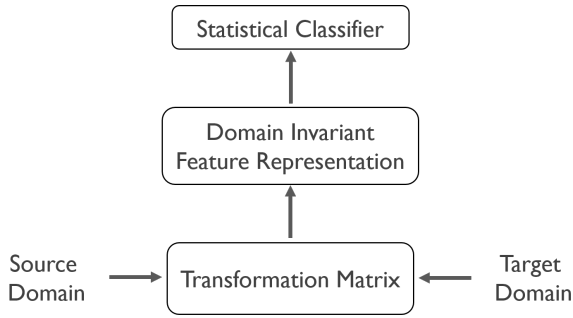 Statistical Classifier
Domain Invariant
Feature Representation
Source
Domain
Transformation Matrix
Target
Domain